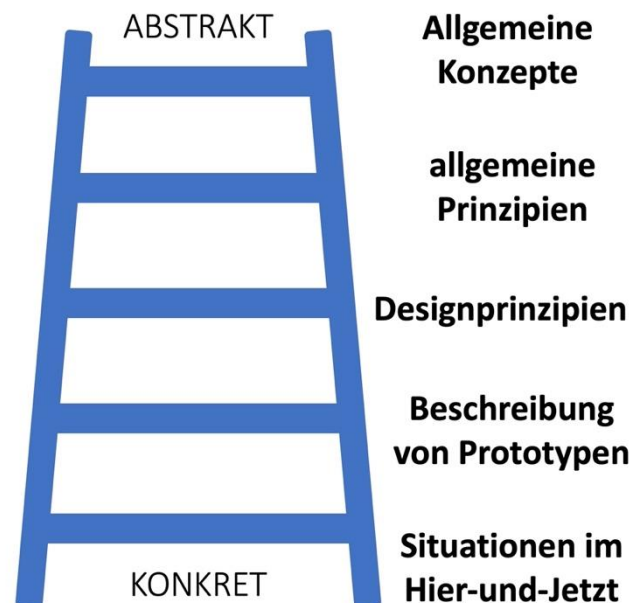 ABSTRAKT
Allgemeine
Konzepte
allgemeine
Prinzipien
Designprinzipien
Beschreibung
von Prototypen
Situationen im
Hier-und-Jetzt
KONKRET